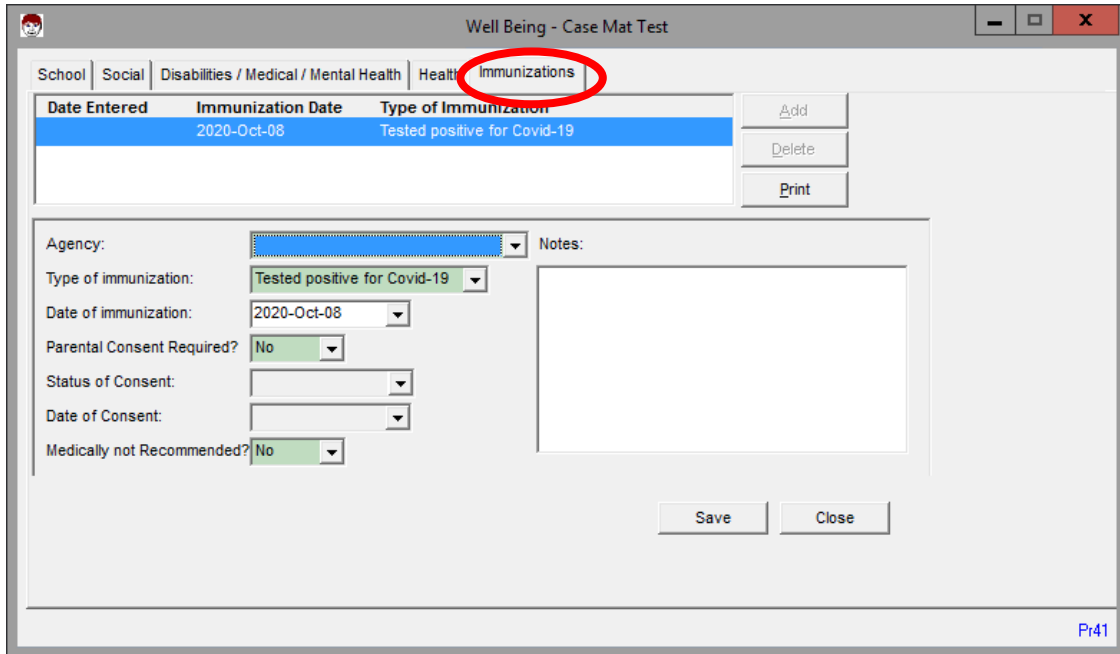 Well Being - Case Mat Test
School Social Disabilities / Medical / Mental Health Health Immunizations
Date Entered Immunization Date Type of Immunization
2020-Oct-08 Tested positive for Covid-19
Add
Delete
Print
Agency: Notes:
Type of immunization: Tested positive for Covid-19
Date of immunization: 2020-Oct-08
Parental Consent Required? No
Status of Consent:
Date of Consent:
Medically not Recommended? No
Save Close
Pr41